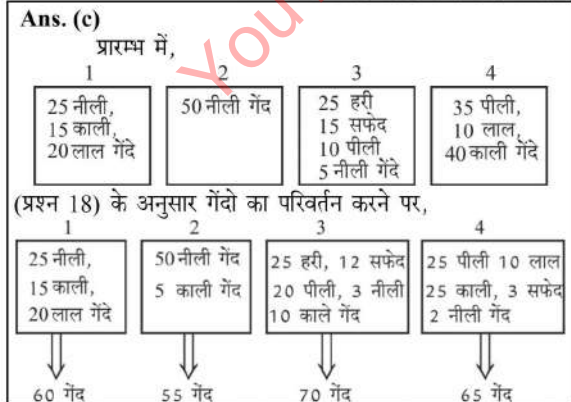 Ans. (c)
प्रारम्भ में,
1 2 3 4
25 नीली,
15 काली,
20 लाल गेंदे
50 नीली गेंद
25 हरी
15 सफेद
10 पीली
5 नीली गेंदे
35 पीली,
10 लाल,
40 काली गेंदे
(प्रश्न 18) के अनुसार गेंदो का परिवर्तन करने पर,
1 2 3 4
25 नीली,
15 काली,
20 लाल गेंदे
50 नीली गेंद
5 काली गेंद
25 हरी, 12 सफेद
20 पीली, 3 नीली
10 काले गेंद
25 पीली 10 लाल
25 काली, 3 सफेद
2 नीली गेंद
60 गेंद 55 गेंद 70 गेंद 65 गेंद
You